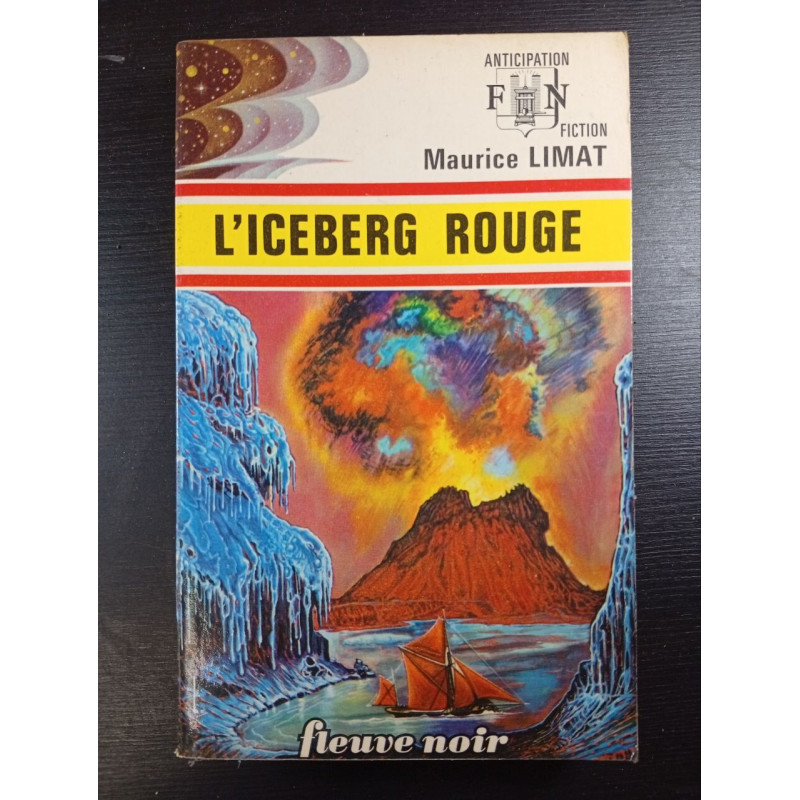 ANTICIPATION
F N
FICTION
Maurice LIMAT
L'ICEBERG ROUGE
fleuve noir